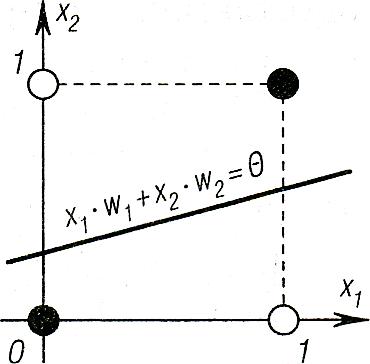 x₂
1
x₁·w₁+x₂·w₂=Θ
x₁
0
1